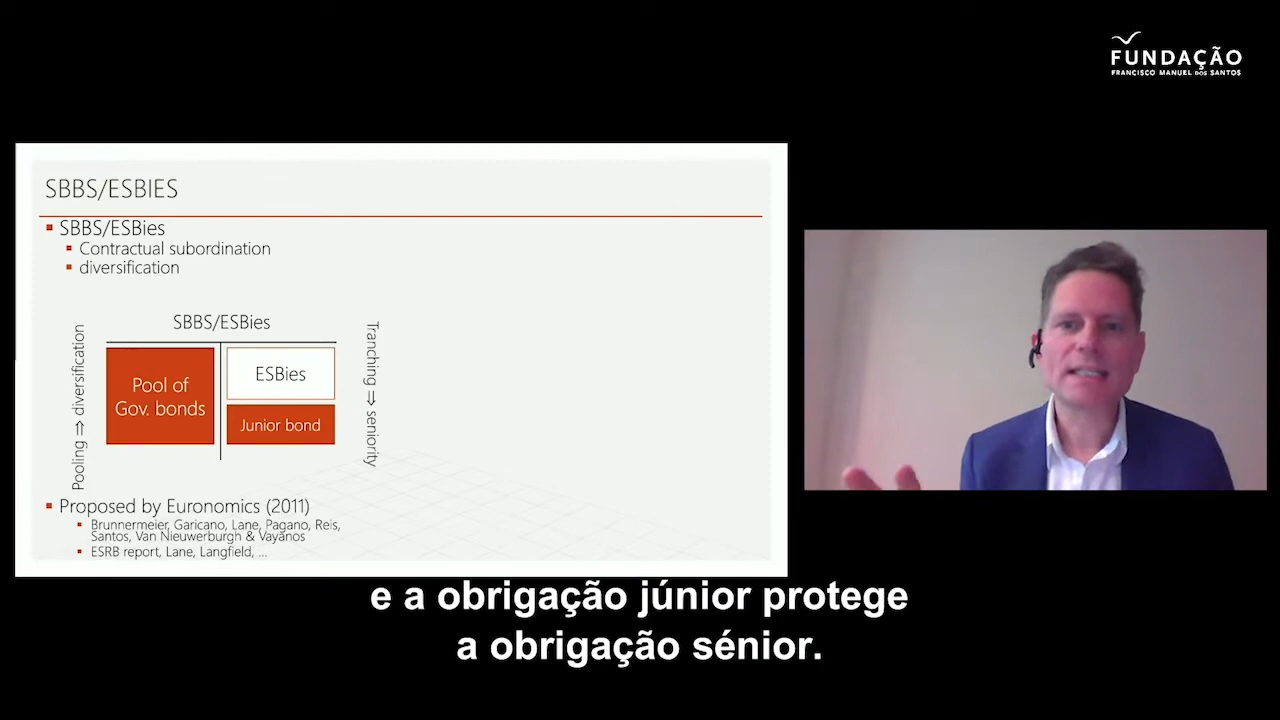 FUNDAÇÃO
FRANCISCO MANUEL DOS SANTOS
SBBS/ESBIES
SBBS/ESBies
Contractual subordination
diversification
SBBS/ESBies
Pooling ⇒ diversification
Pool of
Gov. bonds
ESBies
Junior bond
Tranching ⇒ seniority
Proposed by Euronomics (2011)
Brunnermeier, Garicano, Lane, Pagano, Reis,
Santos, Van Nieuwerburgh & Vayanos
ESRB report, Lane, Langfield, ...
e a obrigação júnior protege
a obrigação sénior.